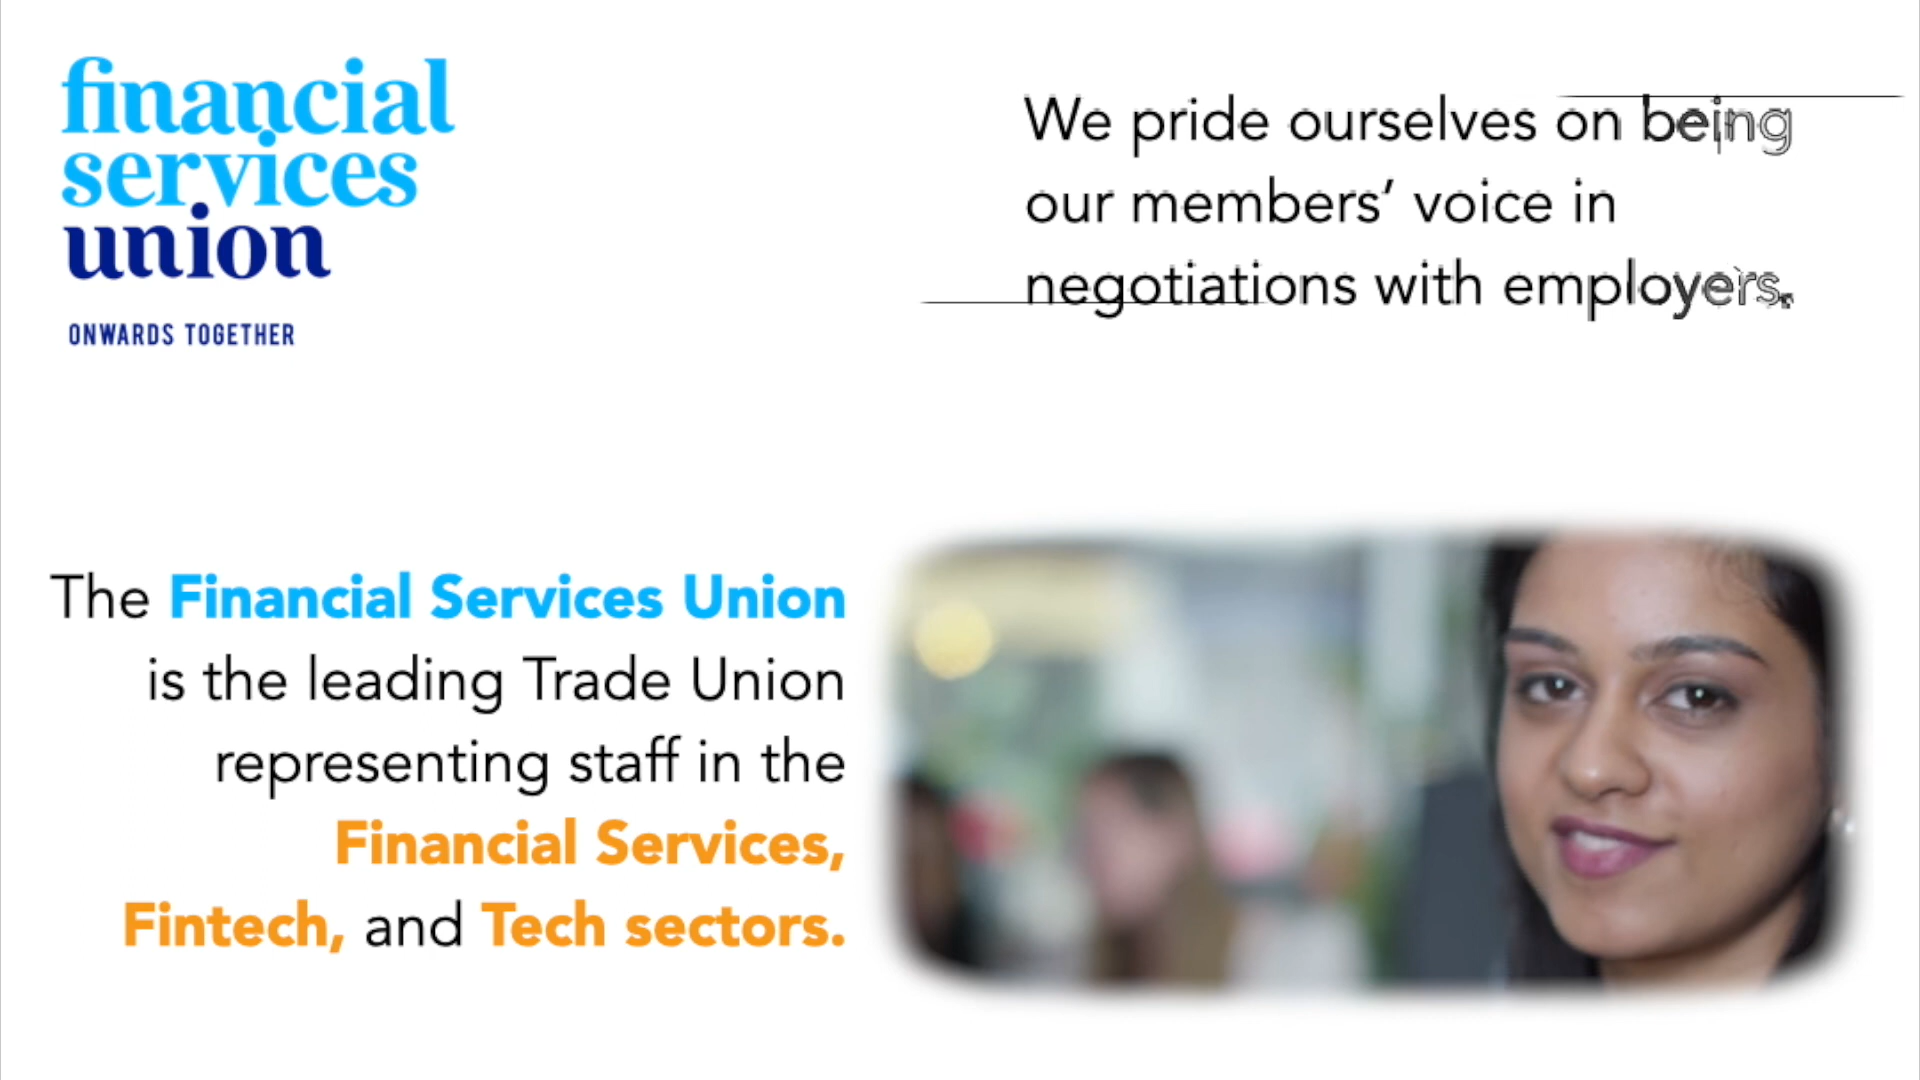 financial
services
union
ONWARDS TOGETHER
We pride ourselves on being
our members’ voice in
negotiations with employers.
The Financial Services Union
is the leading Trade Union
representing staff in the
Financial Services,
Fintech, and Tech sectors.